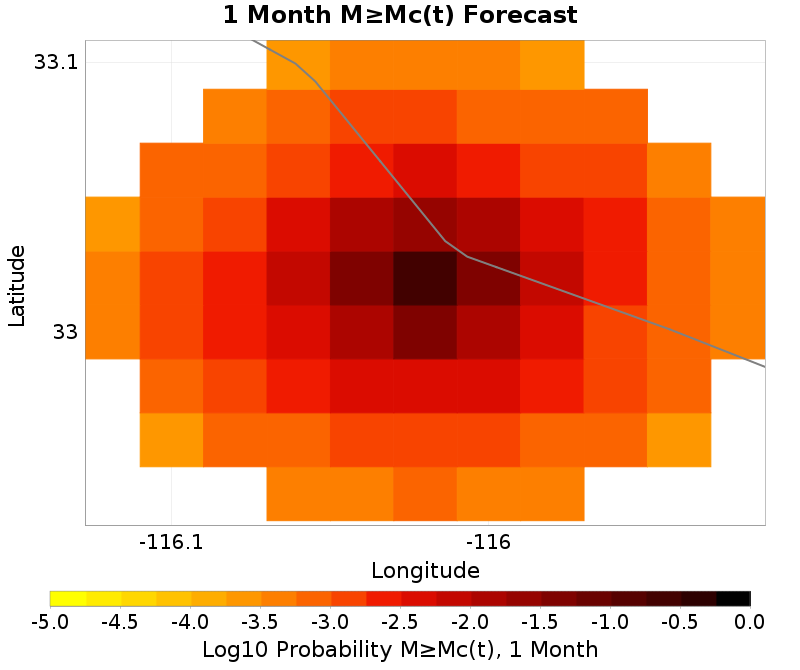 1 Month M≥Mc(t) Forecast
33.1
33
Latitude
-116.1 -116
Longitude
-5.0 -4.5 -4.0 -3.5 -3.0 -2.5 -2.0 -1.5 -1.0 -0.5 0.0
Log10 Probability M≥Mc(t), 1 Month